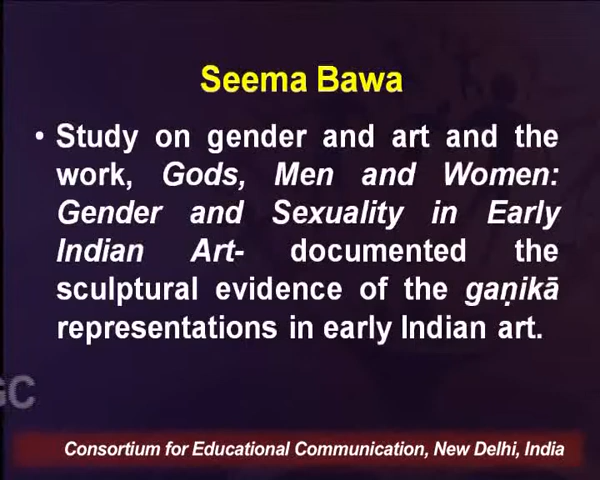 Seema Bawa
• Study on gender and art and the
work, Gods, Men and Women:
Gender and Sexuality in Early
Indian Art- documented the
sculptural evidence of the gaṇikā
representations in early Indian art.
GC
Consortium for Educational Communication, New Delhi, India